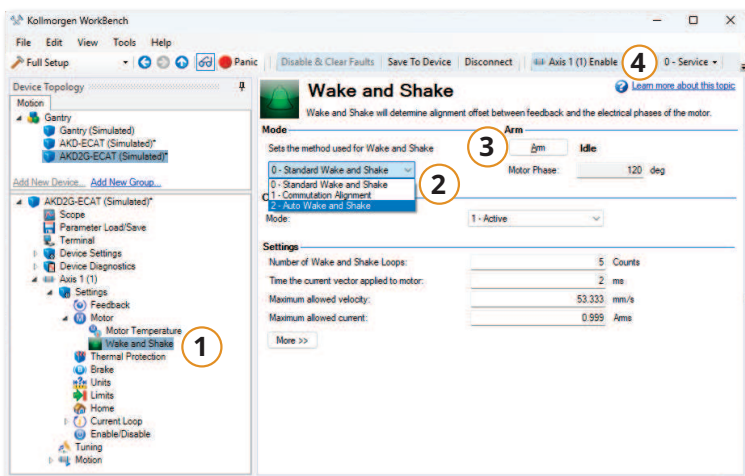 Kollmorgen WorkBench
File Edit View Tools Help
Full Setup Panic Disable & Clear Faults Save To Device Disconnect Axis 1 (1) Enable 4 0 - Service
Device Topology
Motion
Gantry
Gantry (Simulated)
AKD-ECAT (Simulated)*
AKD2G-ECAT (Simulated)*
Add New Device... Add New Group...
AKD2G-ECAT (Simulated)*
Scope
Parameter Load/Save
Terminal
Device Settings
Device Diagnostics
Axis 1 (1)
Settings
Feedback
Motor
Motor Temperature
Wake and Shake
1
Thermal Protection
Brake
Units
Limits
Home
Current Loop
Enable/Disable
Tuning
Motion
Wake and Shake
Learn more about this topic
Wake and Shake will determine alignment offset between feedback and the electrical phases of the motor.
Mode
Sets the method used for Wake and Shake
0 - Standard Wake and Shake
0 - Standard Wake and Shake
1 - Commutation Alignment
2 - Auto Wake and Shake
2
Arm
3 Arm Idle
Motor Phase: 120 deg
Mode: 1 - Active
Settings
Number of Wake and Shake Loops: 5 Counts
Time the current vector applied to motor: 2 ms
Maximum allowed velocity: 53.333 mm/s
Maximum allowed current: 0.999 Arms
More >>